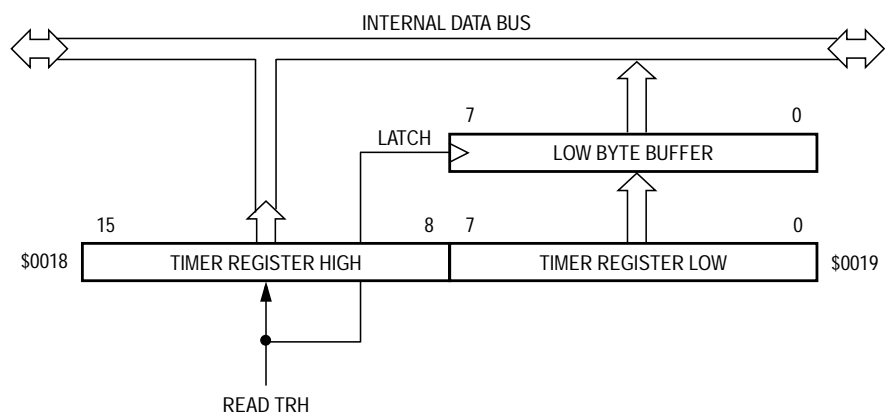 INTERNAL DATA BUS
7 0
LATCH
LOW BYTE BUFFER
15 8 7 0
$0018 TIMER REGISTER HIGH TIMER REGISTER LOW $0019
READ TRH